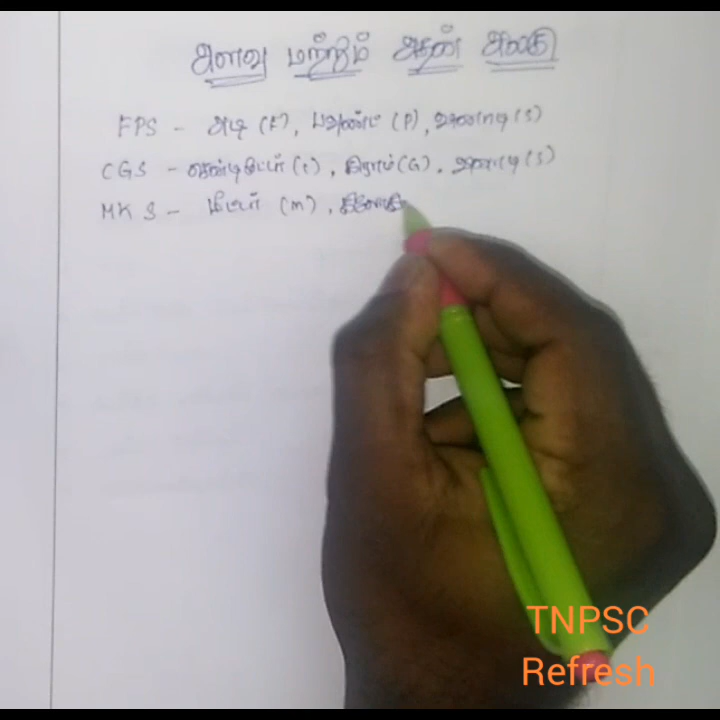 அளவு மற்றும் அதன் அலகு
FPS - அடி (F), பவுண்ட் (P), வினாடி (S)
CGS - சென்டிமீட்டர் (C), கிராம் (G), வினாடி (S)
MKS - மீட்டர் (m), கிலோகி
TNPSC
Refresh